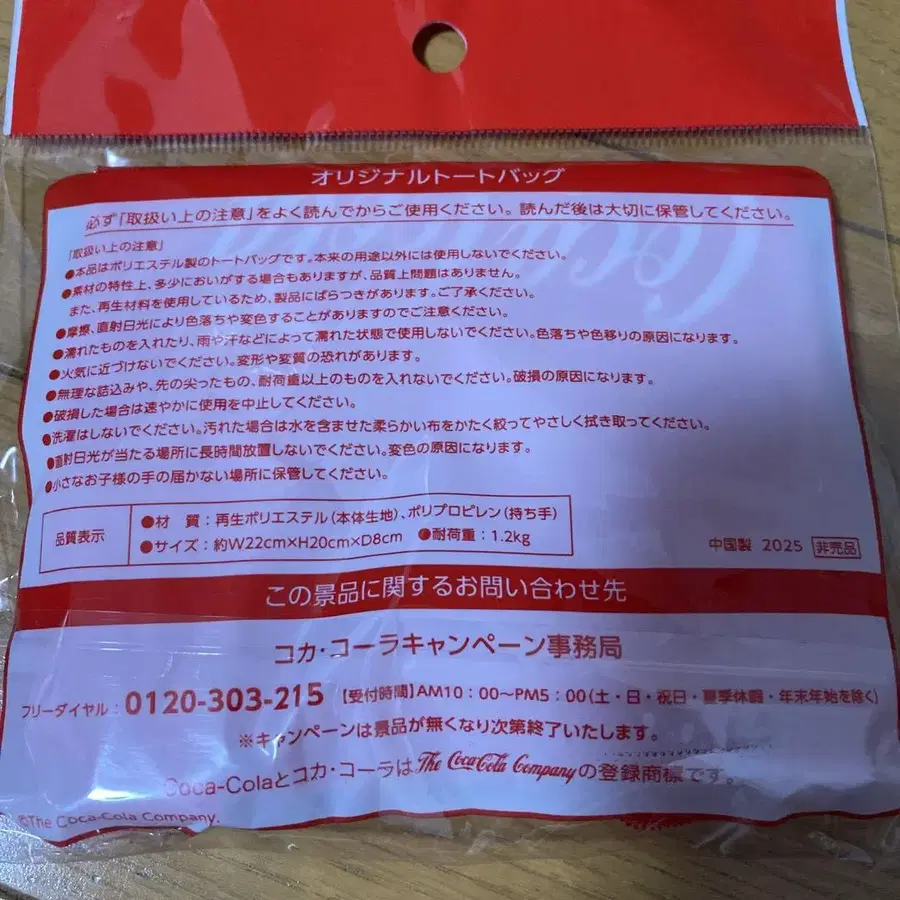 オリジナルトートバッグ
必ず「取扱い上の注意」をよく読んでからご使用ください。読んだ後は大切に保管してください。
「取扱い上の注意」
●本品はポリエステル製のトートバッグです。本来の用途以外には使用しないでください。
●素材の特性上、多少においがする場合もありますが、品質上問題はありません。
また、再生材料を使用しているため、製品にばらつきがあります。ご了承ください。
●摩擦、直射日光により色落ちや変色することがありますのでご注意ください。
●濡れたものを入れたり、雨や汗などによって濡れた状態で使用しないでください。色落ちや色移りの原因になります。
●火気に近づけないでください。変形や変質の恐れがあります。
●無理な詰込みや、先の尖ったもの、耐荷重以上のものを入れないでください。破損の原因になります。
●破損した場合は速やかに使用を中止してください。
●洗濯はしないでください。汚れた場合は水を含ませた柔らかい布をかたく絞ってやさしく拭き取ってください。
●直射日光が当たる場所に長時間放置しないでください。変色の原因になります。
●小さなお子様の手の届かない場所に保管してください。
品質表示
●材 質：再生ポリエステル（本体生地）、ポリプロピレン（持ち手）
●サイズ：約W22cm×H20cm×D8cm ●耐荷重：1.2kg
中国製 2025 非売品
この景品に関するお問い合わせ先
コカ・コーラキャンペーン事務局
フリーダイヤル：0120-303-215 【受付時間】AM10：00〜PM5：00（土・日・祝日・夏季休暇・年末年始を除く）
※キャンペーンは景品が無くなり次第終了いたします。
Coca-Colaとコカ・コーラはThe Coca-Cola Companyの登録商標です。
©The Coca-Cola Company.